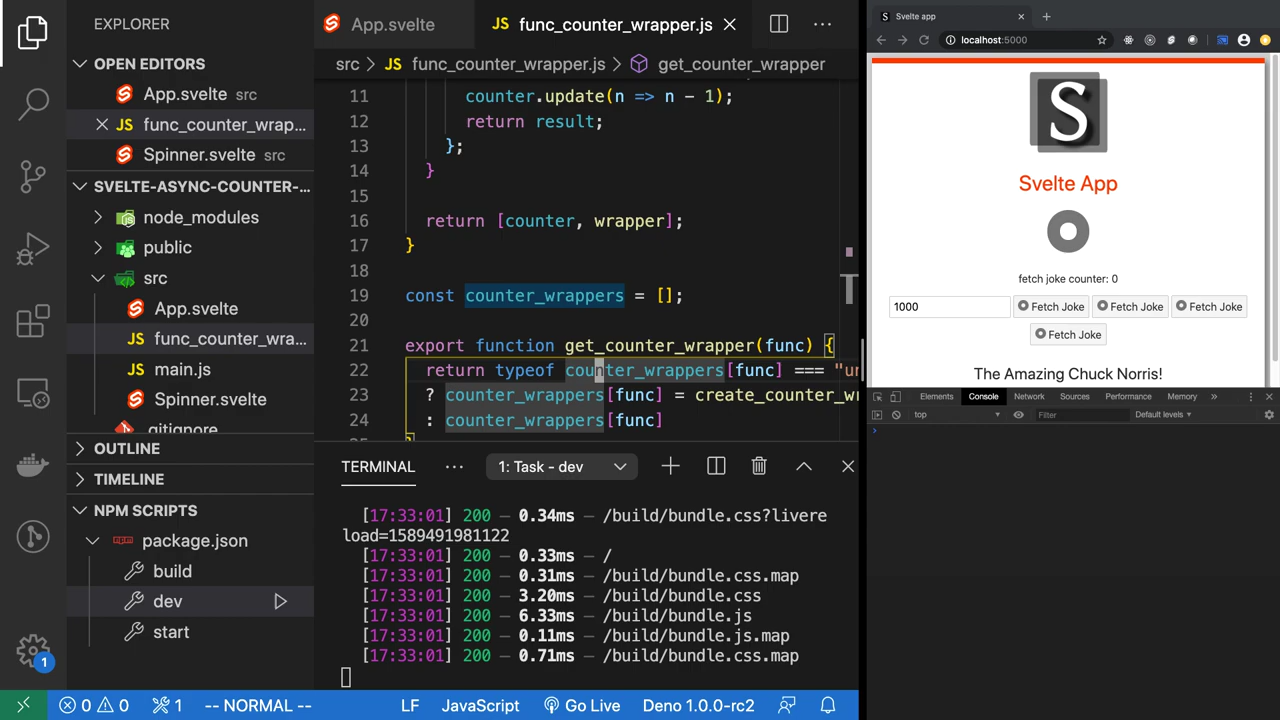 EXPLORER
OPEN EDITORS
App.svelte src
func_counter_wrap...
Spinner.svelte src
SVELTE-ASYNC-COUNTER-...
node_modules
public
src
App.svelte
func_counter_wra...
main.js
Spinner.svelte
.gitignore
OUTLINE
TIMELINE
NPM SCRIPTS
package.json
build
dev
start
1
App.svelte
JS func_counter_wrapper.js
src > JS func_counter_wrapper.js > get_counter_wrapper
11 counter.update(n => n - 1);
12 return result;
13 };
14 }
15
16 return [counter, wrapper];
17 }
18
19 const counter_wrappers = [];
20
21 export function get_counter_wrapper(func) {
22 return typeof counter_wrappers[func] === "un
23 ? counter_wrappers[func] = create_counter_wr
24 : counter_wrappers[func]
TERMINAL ... 1: Task - dev
[17:33:01] 200 — 0.34ms — /build/bundle.css?livere
load=1589491981122
[17:33:01] 200 — 0.33ms — /
[17:33:01] 200 — 0.31ms — /build/bundle.css.map
[17:33:01] 200 — 3.20ms — /build/bundle.css
[17:33:01] 200 — 6.33ms — /build/bundle.js
[17:33:01] 200 — 0.11ms — /build/bundle.js.map
[17:33:01] 200 — 0.71ms — /build/bundle.css.map
0 0 1 -- NORMAL -- LF JavaScript Go Live Deno 1.0.0-rc2
Svelte app
localhost:5000
S
Svelte App
fetch joke counter: 0
1000 Fetch Joke Fetch Joke Fetch Joke
Fetch Joke
The Amazing Chuck Norris!
Elements Console Network Sources Performance Memory »
top Filter Default levels